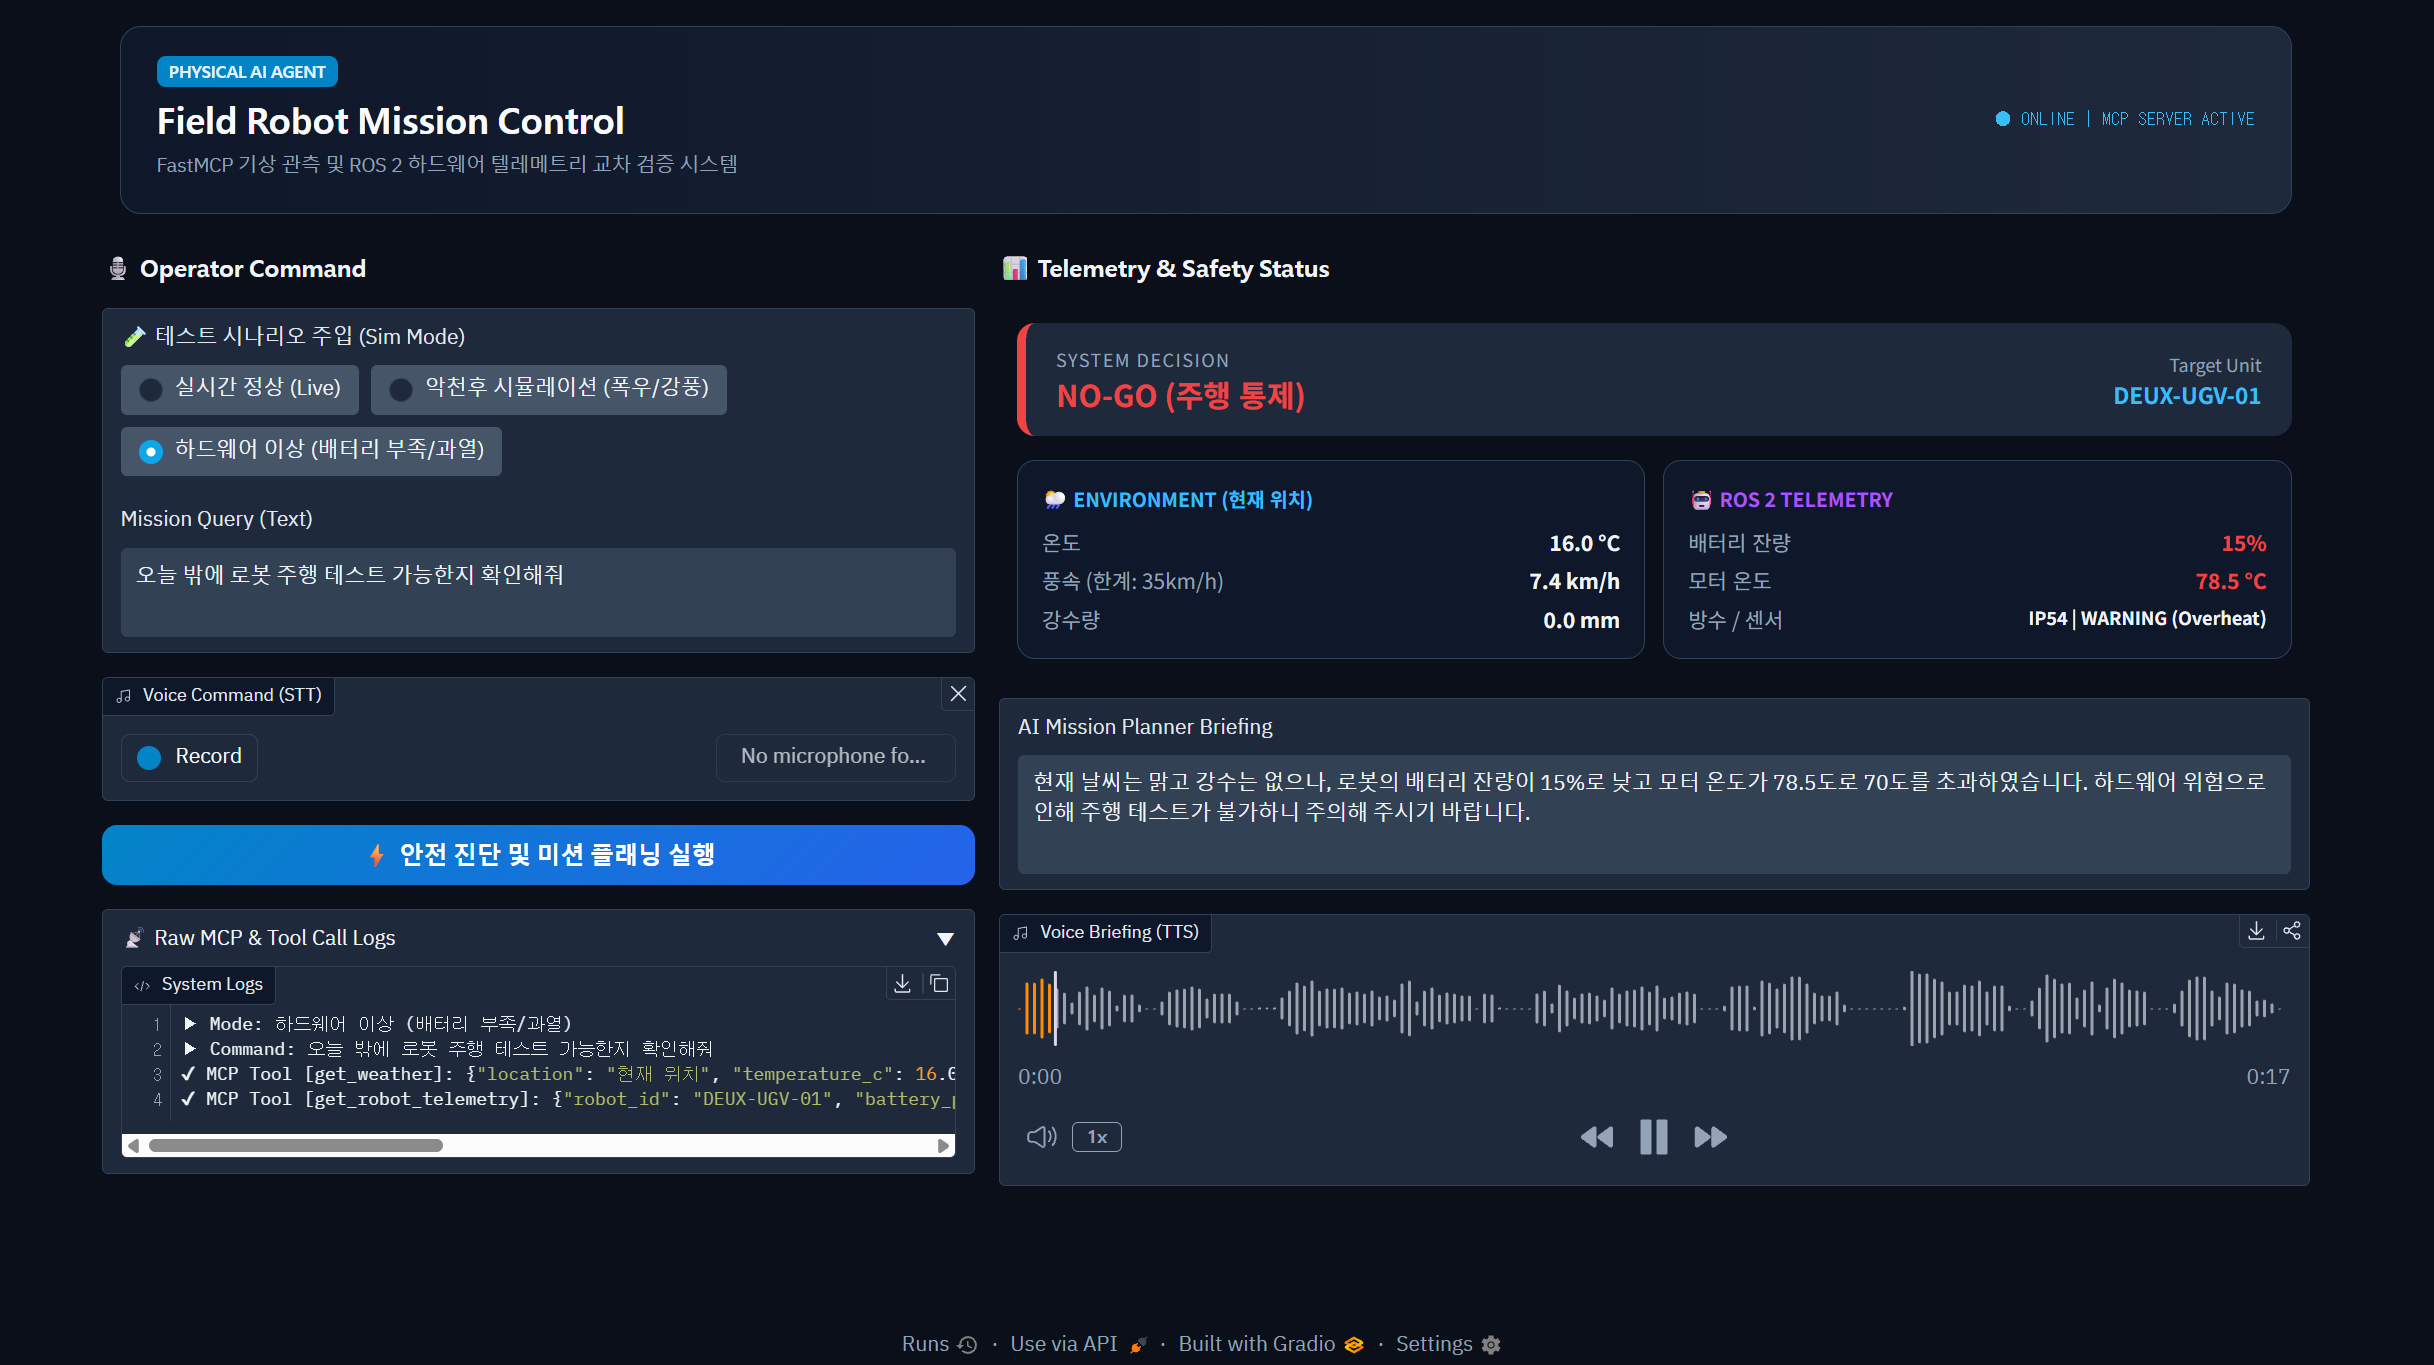 PHYSICAL AI AGENT
Field Robot Mission Control
FastMCP 기상 관측 및 ROS 2 하드웨어 텔레메트리 교차 검증 시스템
ONLINE | MCP SERVER ACTIVE
Operator Command
테스트 시나리오 주입 (Sim Mode)
실시간 정상 (Live)
악천후 시뮬레이션 (폭우/강풍)
하드웨어 이상 (배터리 부족/과열)
Mission Query (Text)
오늘 밖에 로봇 주행 테스트 가능한지 확인해줘
Voice Command (STT)
Record
No microphone fo...
안전 진단 및 미션 플래닝 실행
Raw MCP & Tool Call Logs
System Logs
1 ▶ Mode: 하드웨어 이상 (배터리 부족/과열)
2 ▶ Command: 오늘 밖에 로봇 주행 테스트 가능한지 확인해줘
3 ✓ MCP Tool [get_weather]: {"location": "현재 위치", "temperature_c": 16.0
4 ✓ MCP Tool [get_robot_telemetry]: {"robot_id": "DEUX-UGV-01", "battery_p
Telemetry & Safety Status
SYSTEM DECISION
NO-GO (주행 통제)
Target Unit
DEUX-UGV-01
ENVIRONMENT (현재 위치)
온도 16.0 °C
풍속 (한계: 35km/h) 7.4 km/h
강수량 0.0 mm
ROS 2 TELEMETRY
배터리 잔량 15%
모터 온도 78.5 °C
방수 / 센서 IP54 | WARNING (Overheat)
AI Mission Planner Briefing
현재 날씨는 맑고 강수는 없으나, 로봇의 배터리 잔량이 15%로 낮고 모터 온도가 78.5도로 70도를 초과하였습니다. 하드웨어 위험으로
인해 주행 테스트가 불가하니 주의해 주시기 바랍니다.
Voice Briefing (TTS)
0:00 0:17
1x
Runs · Use via API · Built with Gradio · Settings